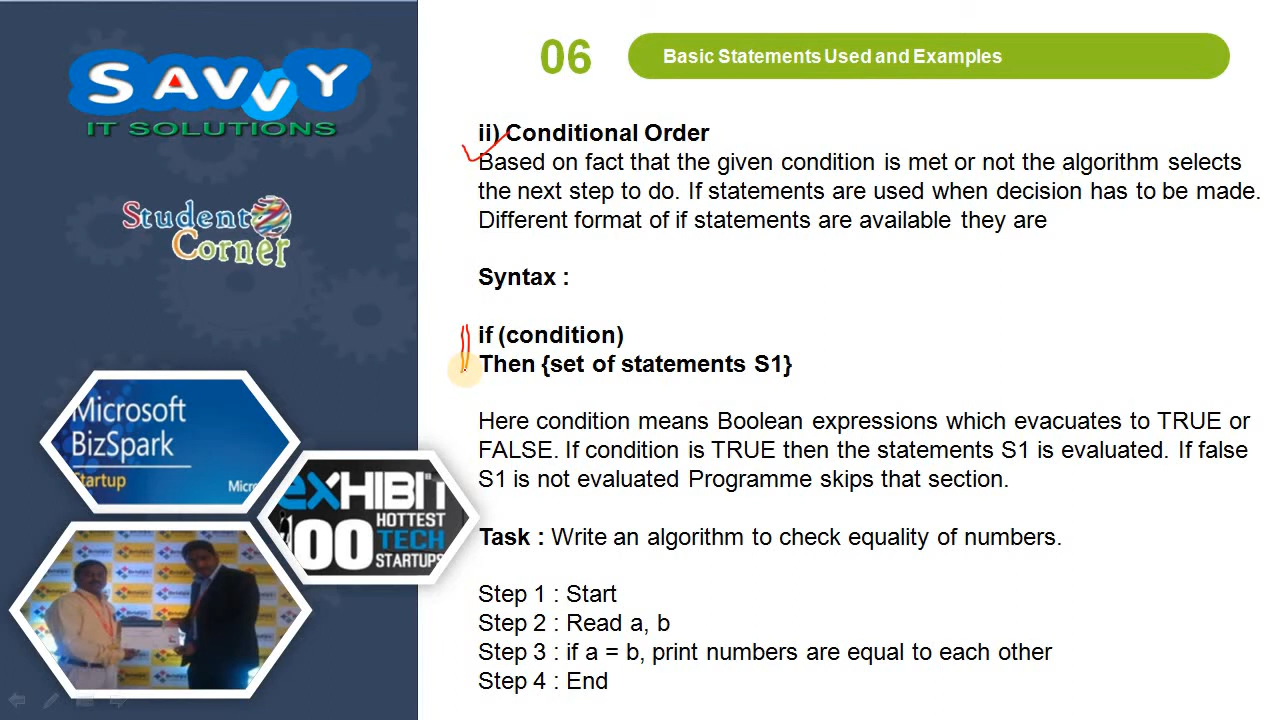 SAVVY
IT SOLUTIONS
Student
Corner
Microsoft
BizSpark
Startup
Micr
eXHIBIT
100 HOTTEST
TECH
STARTUPS
06
Basic Statements Used and Examples
ii) Conditional Order
Based on fact that the given condition is met or not the algorithm selects
the next step to do. If statements are used when decision has to be made.
Different format of if statements are available they are
Syntax :
if (condition)
Then {set of statements S1}
Here condition means Boolean expressions which evacuates to TRUE or
FALSE. If condition is TRUE then the statements S1 is evaluated. If false
S1 is not evaluated Programme skips that section.
Task : Write an algorithm to check equality of numbers.
Step 1 : Start
Step 2 : Read a, b
Step 3 : if a = b, print numbers are equal to each other
Step 4 : End